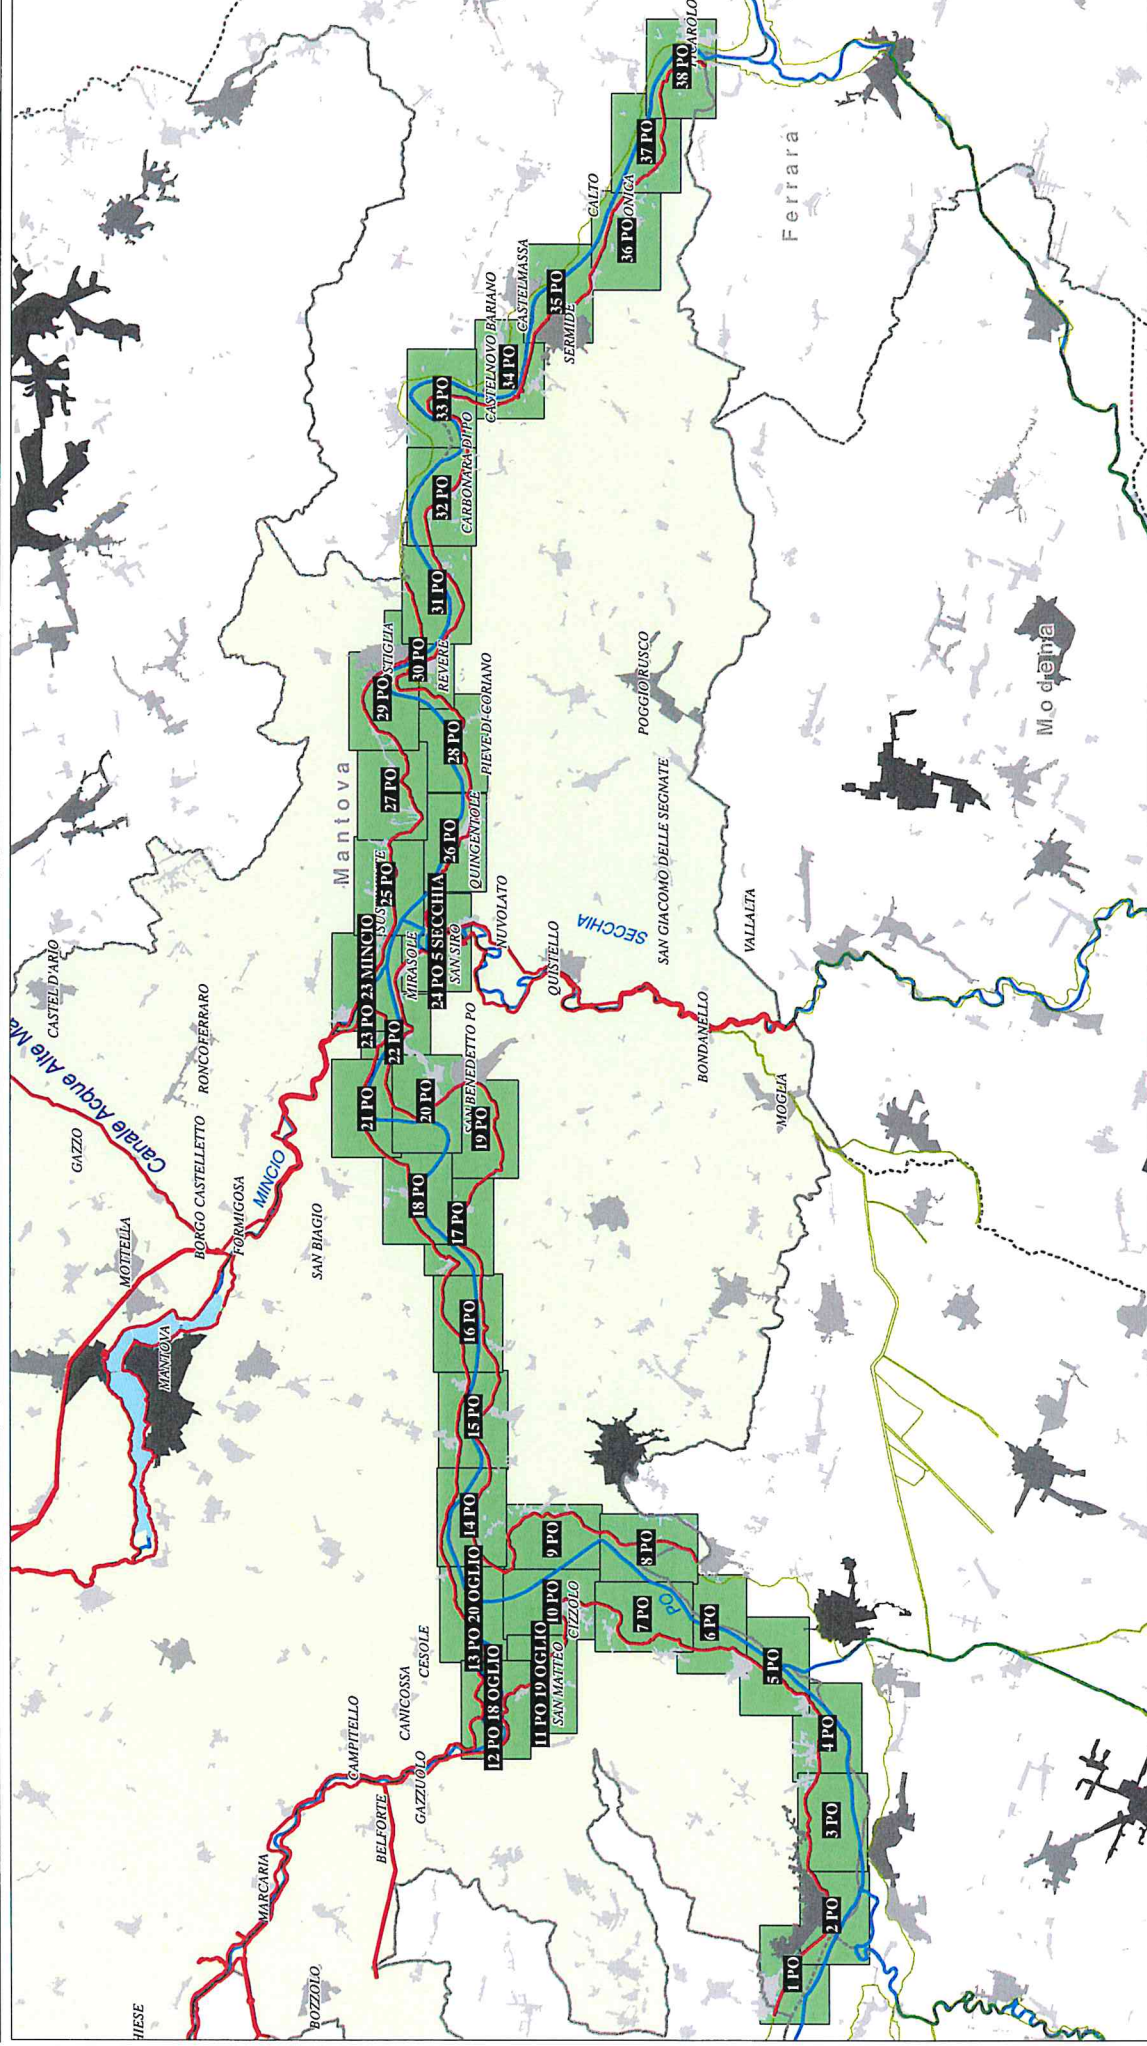 CASTEL D'ARIO
Canale Acque Alte Ma
GAZZO
RONCOFERRARO
BORGO CASTELLETTO
MOTTELLA
FORMIGOSA
MINCIO
MANTOVA
SAN BIAGIO
Mantova
MARCARIA
BOZZOLO
CAMPITELLO
BELFORTE
CANICOSSA
GAZZUOLO
CESOLE
1 PO
2 PO
3 PO
4 PO
5 PO
6 PO
PO
7 PO
8 PO
9 PO
10 PO
CIZZOLO
11 PO 19 OGLIO
SAN MATTEO
12 PO 18 OGLIO
13 PO 20 OGLIO
14 PO
15 PO
16 PO
17 PO
18 PO
19 PO
SAN BENEDETTO PO
20 PO
21 PO
22 PO
23 PO 23 MINCIO
MIRASOLE
24 PO 5 SECCHIA
SAN SIRO
25 PO
26 PO
QUINGENTOLE
27 PO
28 PO
PIEVE DI CORIANO
29 PO
STIGLIA
30 PO
REVERE
31 PO
32 PO
CARBONARA DI PO
33 PO
CASTELNOVO BARIANO
34 PO
CASTELMASSA
35 PO
SERMIDE
CALTO
36 PO
ONICA
37 PO
38 PO
NUVOLATO
SECCHIA
QUISTELLO
BONDANELLO
MOGLIA
VALLALTA
SAN GIACOMO DELLE SEGNATE
POGGIO RUSCO
Modena
Ferrara